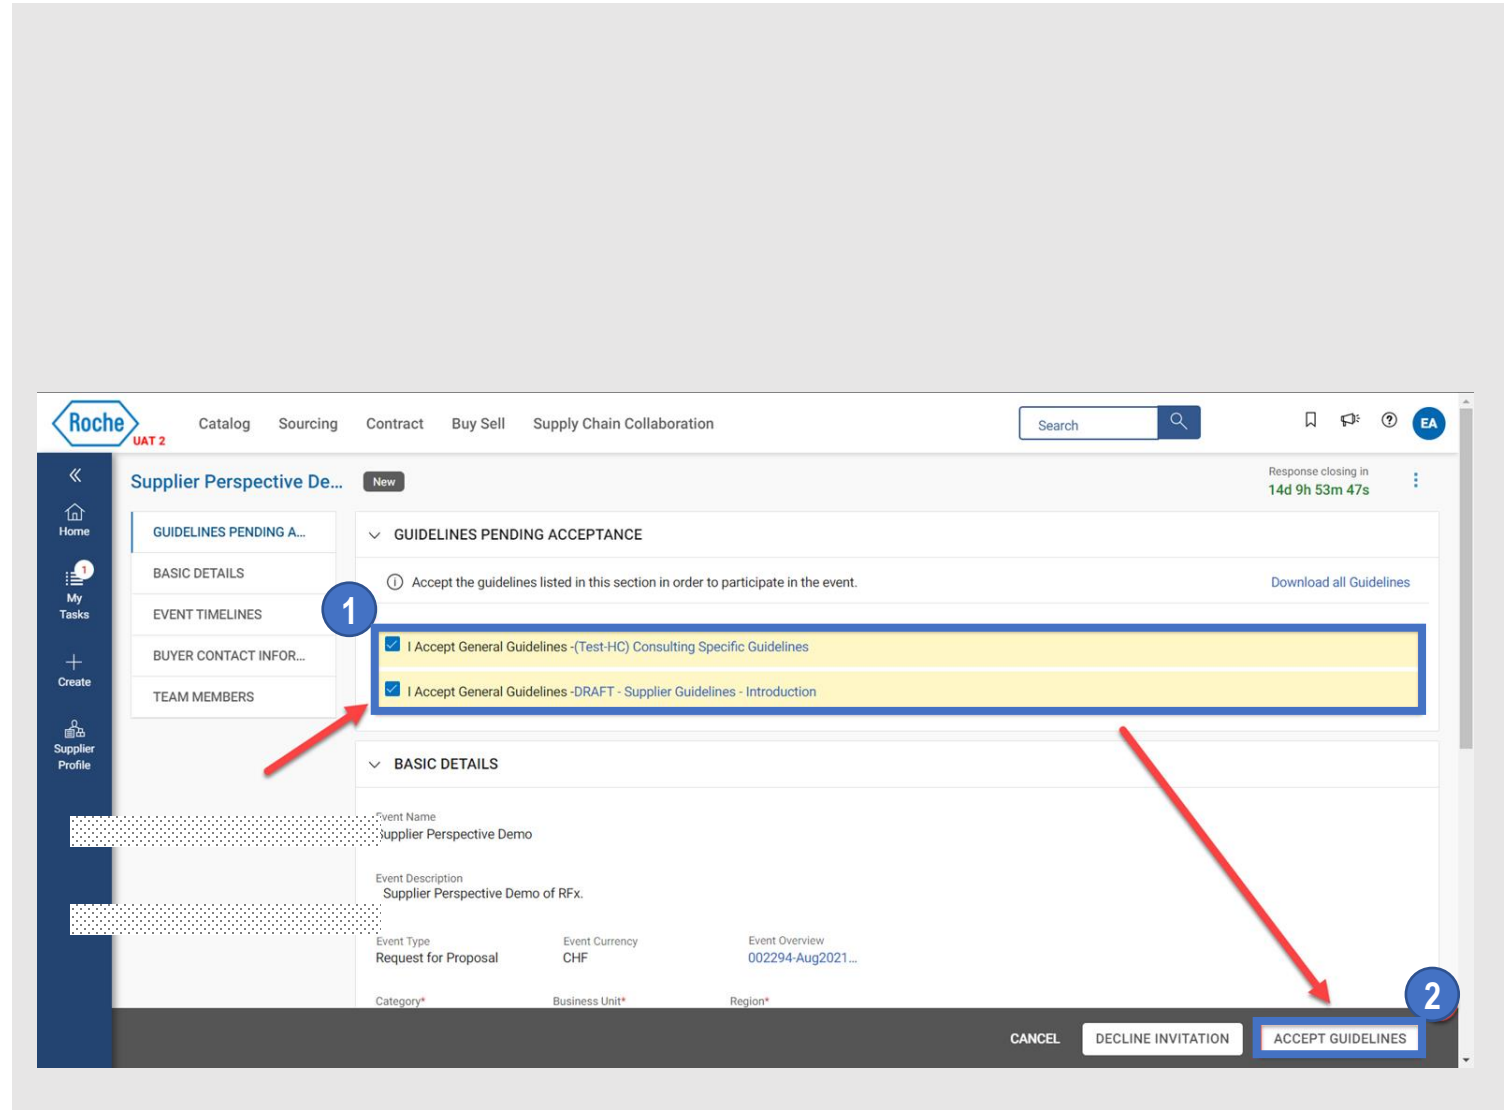 Roche
UAT 2
Catalog Sourcing Contract Buy Sell Supply Chain Collaboration
Search
EA
Supplier Perspective De...
New
Response closing in
14d 9h 53m 47s
Home
1
My
Tasks
Create
Supplier
Profile
GUIDELINES PENDING A...
BASIC DETAILS
EVENT TIMELINES
BUYER CONTACT INFOR...
TEAM MEMBERS
GUIDELINES PENDING ACCEPTANCE
Accept the guidelines listed in this section in order to participate in the event.
Download all Guidelines
1
I Accept General Guidelines -(Test-HC) Consulting Specific Guidelines
I Accept General Guidelines -DRAFT - Supplier Guidelines - Introduction
BASIC DETAILS
Event Name
Supplier Perspective Demo
Event Description
Supplier Perspective Demo of RFx.
Event Type Event Currency Event Overview
Request for Proposal CHF 002294-Aug2021...
Category* Business Unit* Region*
2
CANCEL DECLINE INVITATION ACCEPT GUIDELINES